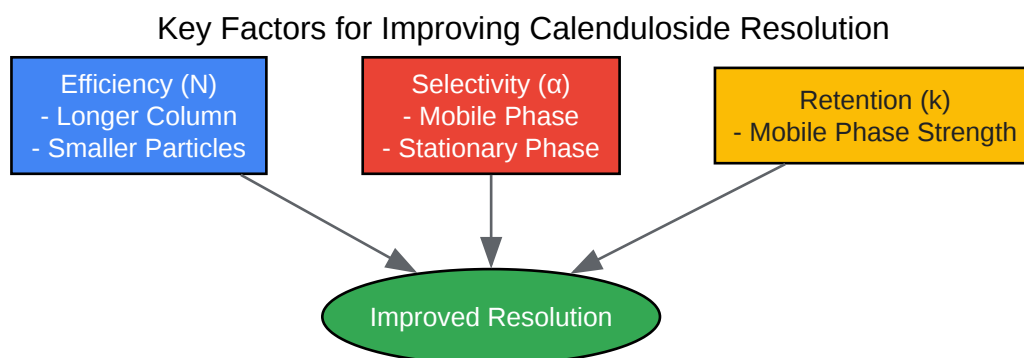 Key Factors for Improving Calenduloside Resolution
Efficiency (N)
- Longer Column
- Smaller Particles
Selectivity (α)
- Mobile Phase
- Stationary Phase
Retention (k)
- Mobile Phase Strength
Improved Resolution